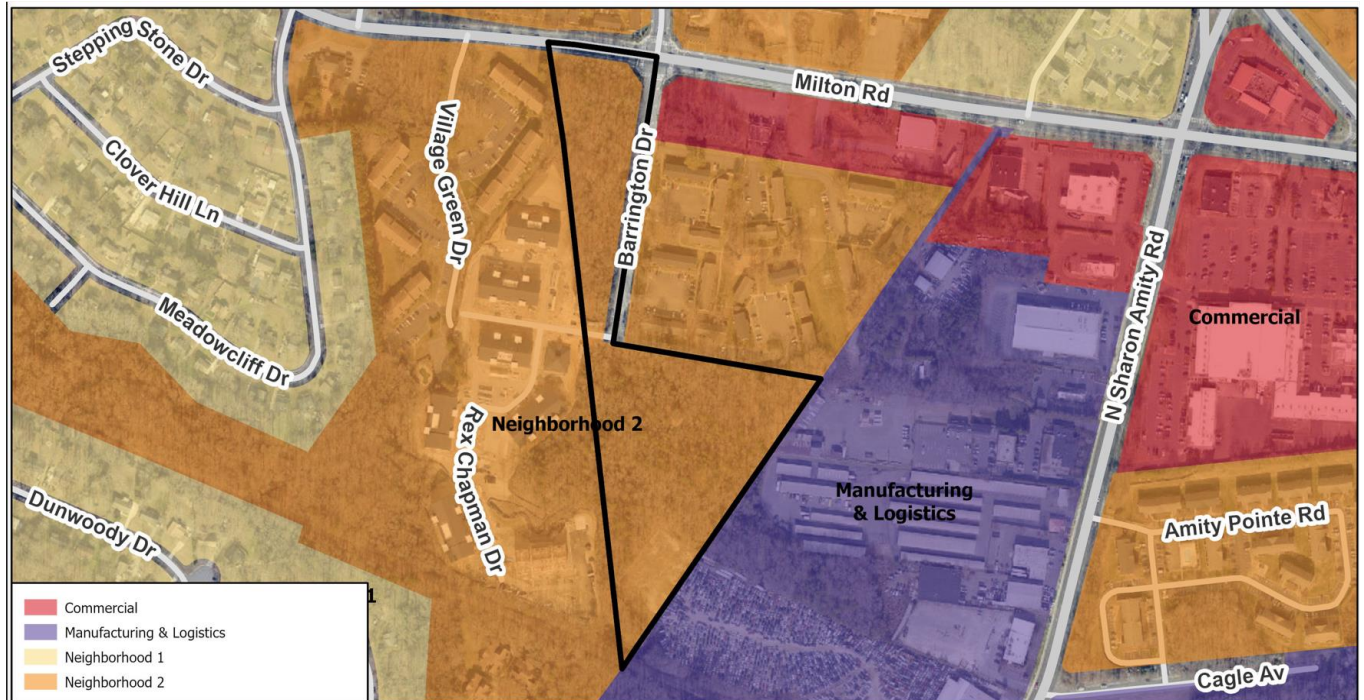 Stepping Stone Dr
Clover Hill Ln
Meadowcliff Dr
Dunwoody Dr
Village Green Dr
Rex Chapman Dr
Neighborhood 2
Barrington Dr
Milton Rd
N Sharon Amity Rd
Commercial
Manufacturing
& Logistics
Amity Pointe Rd
Cagle Av
1
Commercial
Manufacturing & Logistics
Neighborhood 1
Neighborhood 2